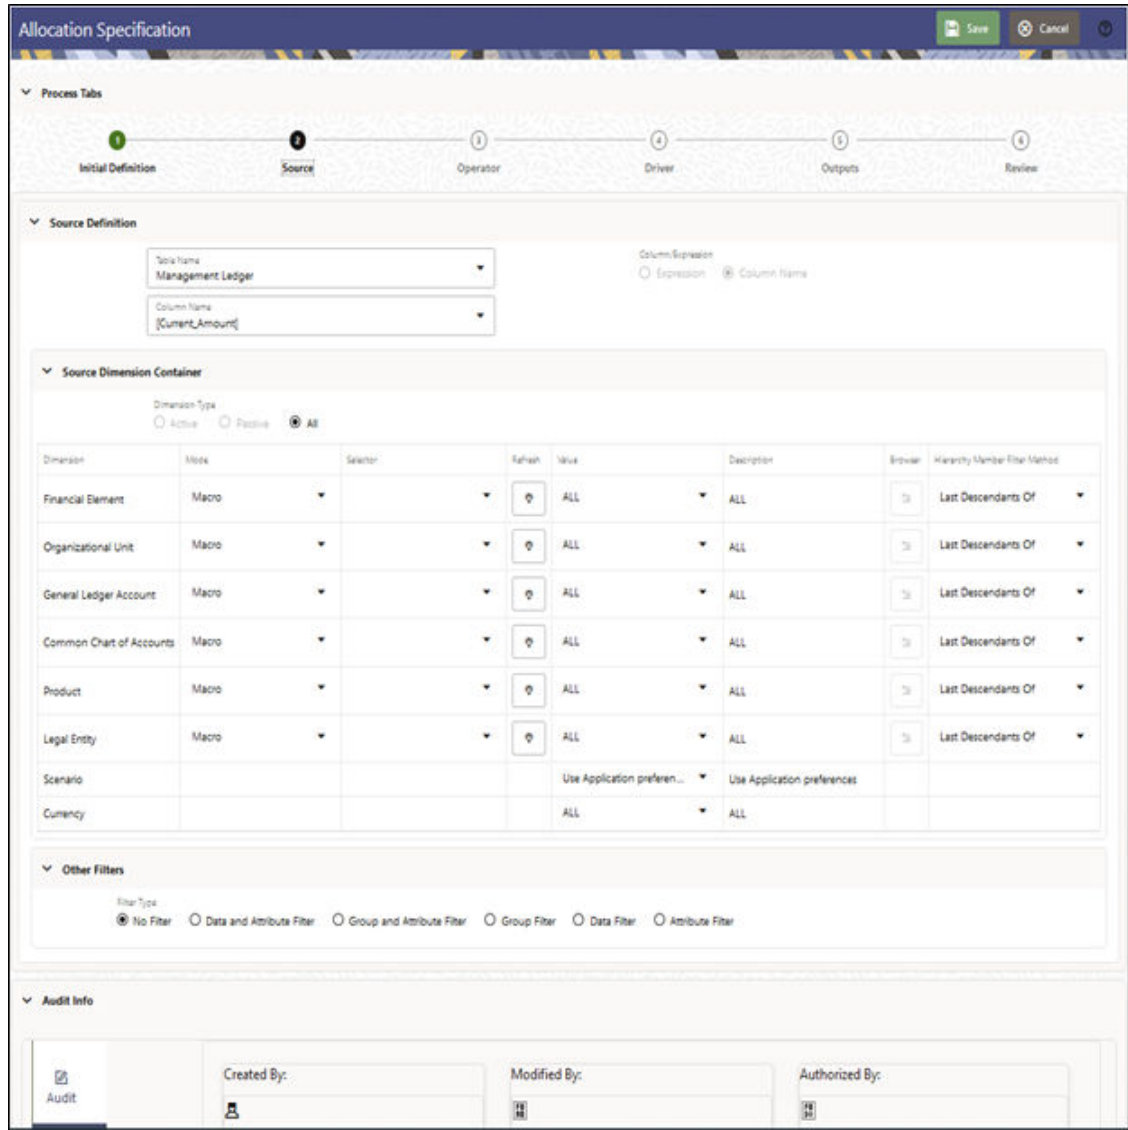 Allocation Specification
Save
Cancel
Process Tabs
1 2 3 4 5 6
Initial Definition Source Operator Driver Outputs Review
Source Definition
Table Name
Management Ledger
Column/Expression
Expression Column Name
Column Name
[Current_Amount]
Source Dimension Container
Dimension Type
Active Passive All
Dimension Mode Selector Refresh Value Description Browser Hierarchy Member Filter Method
Financial Element Macro ALL ALL Last Descendants Of
Organizational Unit Macro ALL ALL Last Descendants Of
General Ledger Account Macro ALL ALL Last Descendants Of
Common Chart of Accounts Macro ALL ALL Last Descendants Of
Product Macro ALL ALL Last Descendants Of
Legal Entity Macro ALL ALL Last Descendants Of
Scenario Use Application preferen... Use Application preferences
Currency ALL ALL
Other Filters
Filter Type
No Filter Data and Attribute Filter Group and Attribute Filter Group Filter Data Filter Attribute Filter
Audit Info
Audit
Created By: Modified By: Authorized By: